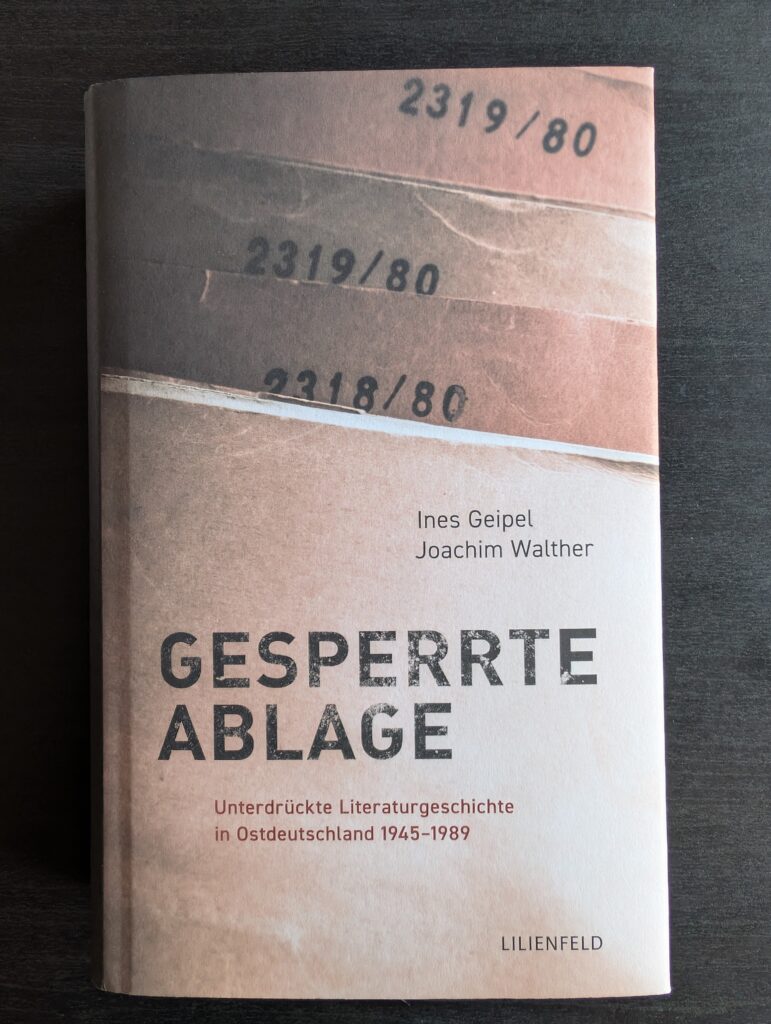 2319/80
2319/80
2318/80
Ines Geipel
Joachim Walther
GESPERRTE
ABLAGE
Unterdrückte Literaturgeschichte
in Ostdeutschland 1945–1989
LILIENFELD